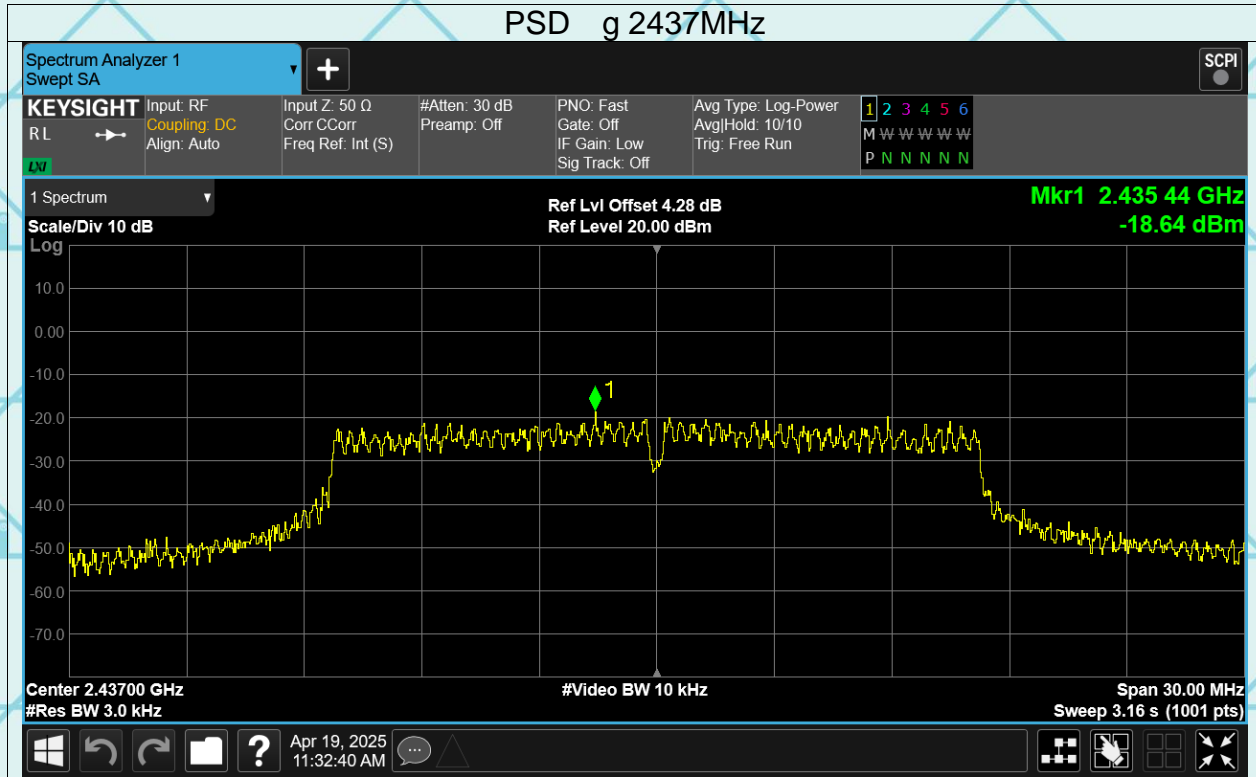 PSD g 2437MHz
Spectrum Analyzer 1
Swept SA
▼
+
SCPI
KEYSIGHT
RL
LXI
Input: RF
Coupling: DC
Align: Auto
Input Z: 50 Ω
Corr CCorr
Freq Ref: Int (S)
#Atten: 30 dB
Preamp: Off
PNO: Fast
Gate: Off
IF Gain: Low
Sig Track: Off
Avg Type: Log-Power
Avg|Hold: 10/10
Trig: Free Run
1 2 3 4 5 6
M W W W W W
P N N N N N
1 Spectrum ▼
Scale/Div 10 dB
Log
Ref Lvl Offset 4.28 dB
Ref Level 20.00 dBm
Mkr1 2.435 44 GHz
-18.64 dBm
10.0
0.00
-10.0
-20.0
-30.0
-40.0
-50.0
-60.0
-70.0
1
Center 2.43700 GHz
#Res BW 3.0 kHz
#Video BW 10 kHz
Span 30.00 MHz
Sweep 3.16 s (1001 pts)
?
Apr 19, 2025
11:32:40 AM